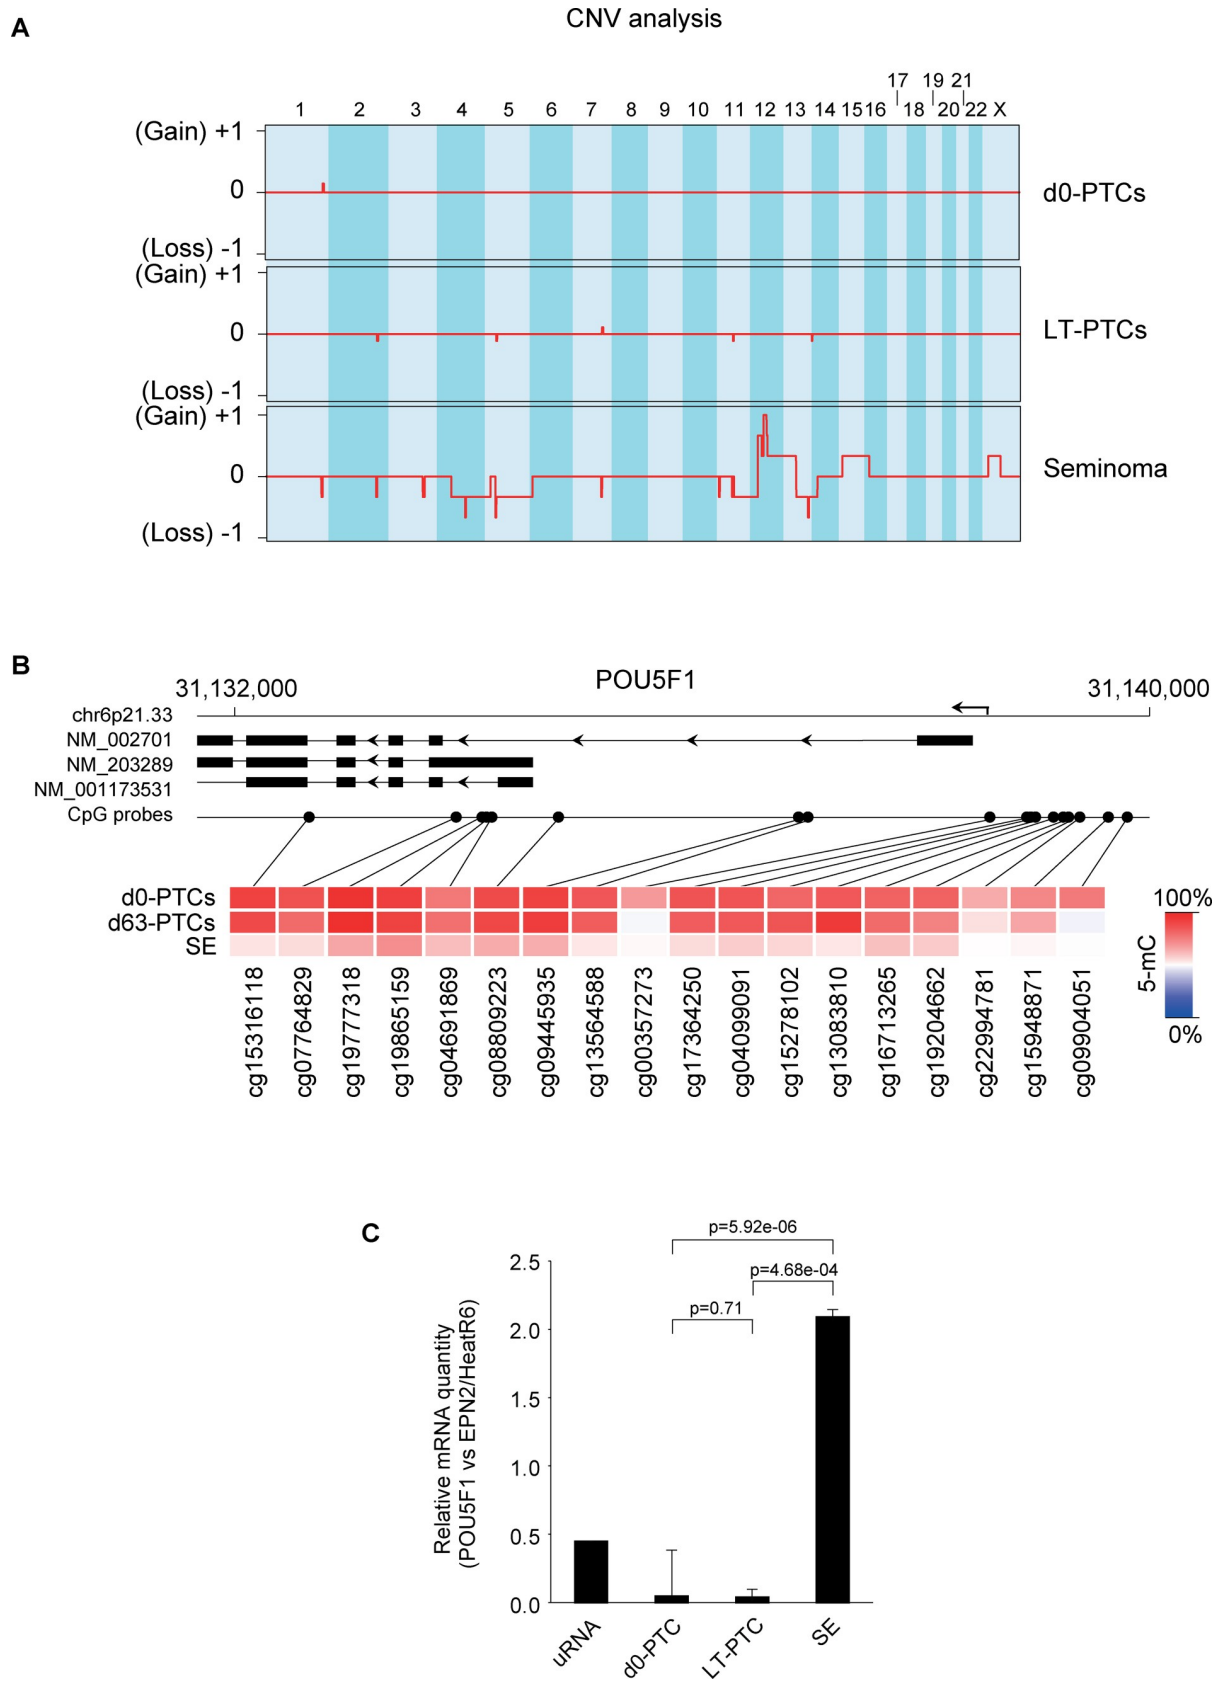 A
CNV analysis
17 19 21
1 2 3 4 5 6 7 8 9 10 11 12 13 14 15 16 18 20 22 X
(Gain) +1
0
d0-PTCs
(Loss) -1
(Gain) +1
0
LT-PTCs
(Loss) -1
(Gain) +1
0
Seminoma
(Loss) -1
B
POU5F1
31,132,000
31,140,000
chr6p21.33
NM_002701
NM_203289
NM_001173531
CpG probes
d0-PTCs
d63-PTCs
SE
100%
5-mC
0%
cg15316118
cg07764829
cg19777318
cg19865159
cg04691869
cg08809223
cg09445935
cg13564588
cg00357273
cg17364250
cg04099091
cg15278102
cg13083810
cg16713265
cg19204662
cg22994781
cg15948871
cg09904051
C
p=5.92e-06
p=4.68e-04
p=0.71
Relative mRNA quantity
(POU5F1 vs EPN2/HeatR6)
2.5
2.0
1.5
1.0
0.5
0.0
uRNA
d0-PTC
LT-PTC
SE